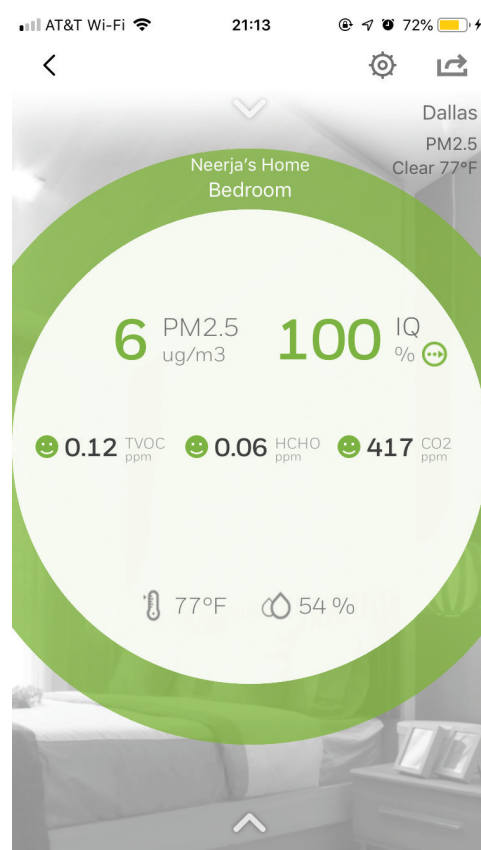 AT&T Wi-Fi 21:13 72%
Dallas
PM2.5
Clear 77°F
Neerja's Home
Bedroom
6 PM2.5 ug/m3 100 IQ %
0.12 TVOC ppm 0.06 HCHO ppm 417 CO2 ppm
77°F 54 %